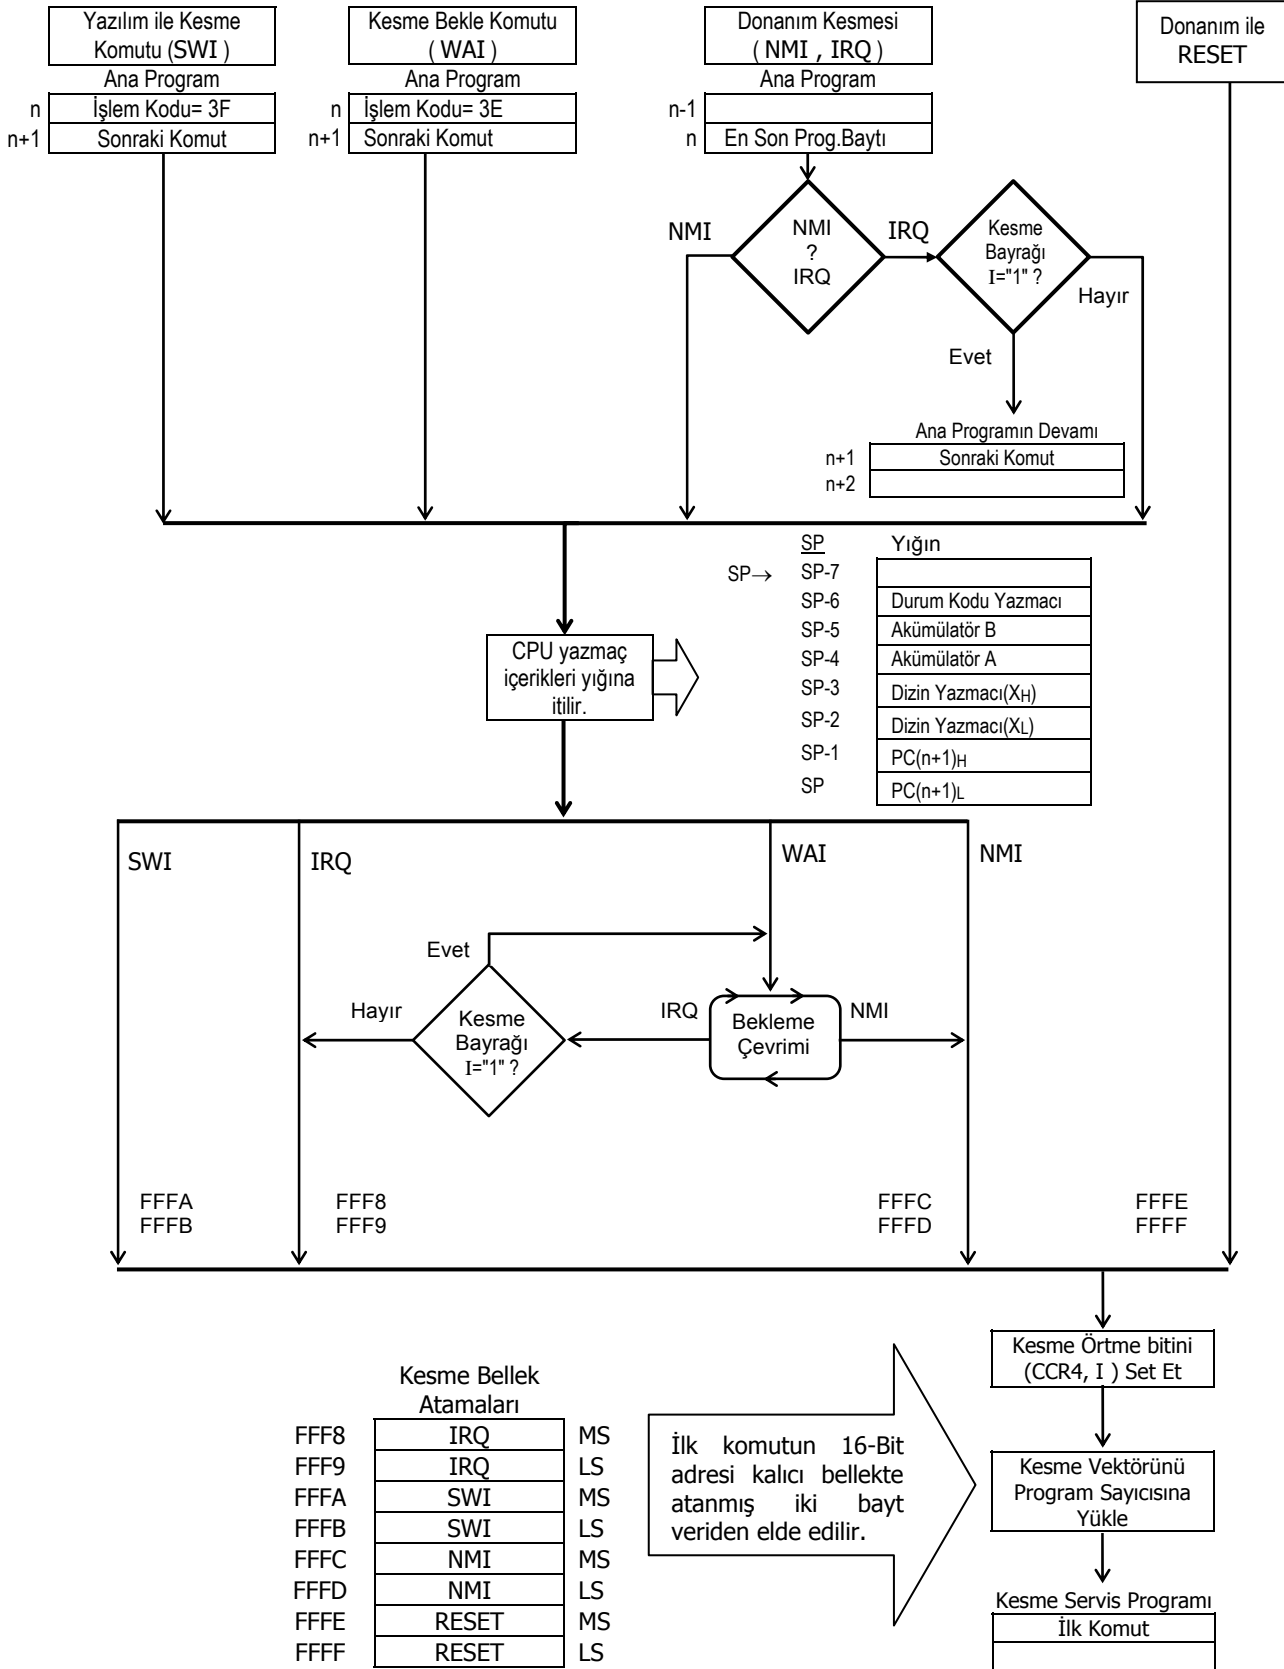 Yazılım ile Kesme
Komutu (SWI )
Ana Program
n İşlem Kodu= 3F
n+1 Sonraki Komut
Kesme Bekle Komutu
( WAI )
Ana Program
n İşlem Kodu= 3E
n+1 Sonraki Komut
Donanım Kesmesi
( NMI , IRQ )
Ana Program
n-1
n En Son Prog.Baytı
Donanım ile
RESET
NMI
NMI
?
IRQ
IRQ
Kesme
Bayrağı
I="1" ?
Hayır
Evet
Ana Programın Devamı
n+1 Sonraki Komut
n+2
SP Yığın
SP→ SP-7
SP-6 Durum Kodu Yazmacı
SP-5 Akümülatör B
SP-4 Akümülatör A
SP-3 Dizin Yazmacı(XH)
SP-2 Dizin Yazmacı(XL)
SP-1 PC(n+1)H
SP PC(n+1)L
CPU yazmaç
içerikleri yığına
itilir.
SWI
IRQ
WAI
NMI
Evet
Hayır
Kesme
Bayrağı
I="1" ?
IRQ
Bekleme
Çevrimi
NMI
FFFA
FFFB
FFF8
FFF9
FFFC
FFFD
FFFE
FFFF
Kesme Örtme bitini
(CCR4, I ) Set Et
Kesme Vektörünü
Program Sayıcısına
Yükle
Kesme Servis Programı
İlk Komut
İlk komutun 16-Bit
adresi kalıcı bellekte
atanmış iki bayt
veriden elde edilir.
Kesme Bellek
Atamaları
FFF8 IRQ MS
FFF9 IRQ LS
FFFA SWI MS
FFFB SWI LS
FFFC NMI MS
FFFD NMI LS
FFFE RESET MS
FFFF RESET LS